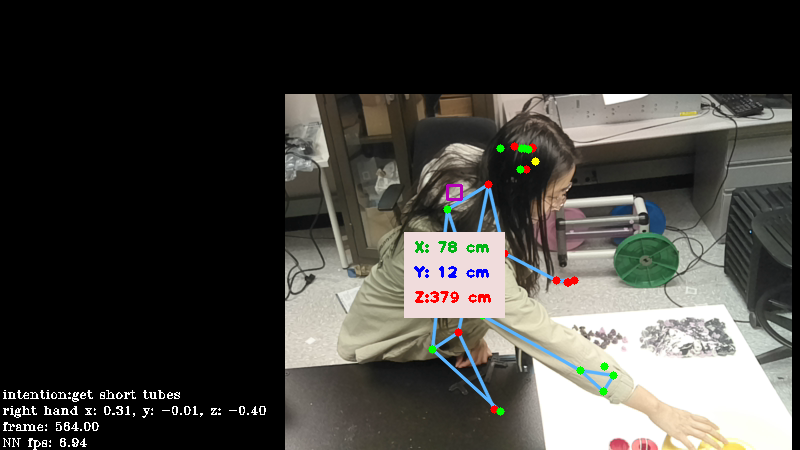 X: 78 cm
Y: 12 cm
Z:379 cm
intention:get short tubes
right hand x: 0.31, y: −0.01, z: −0.40
frame: 564.00
NN fps: 6.94